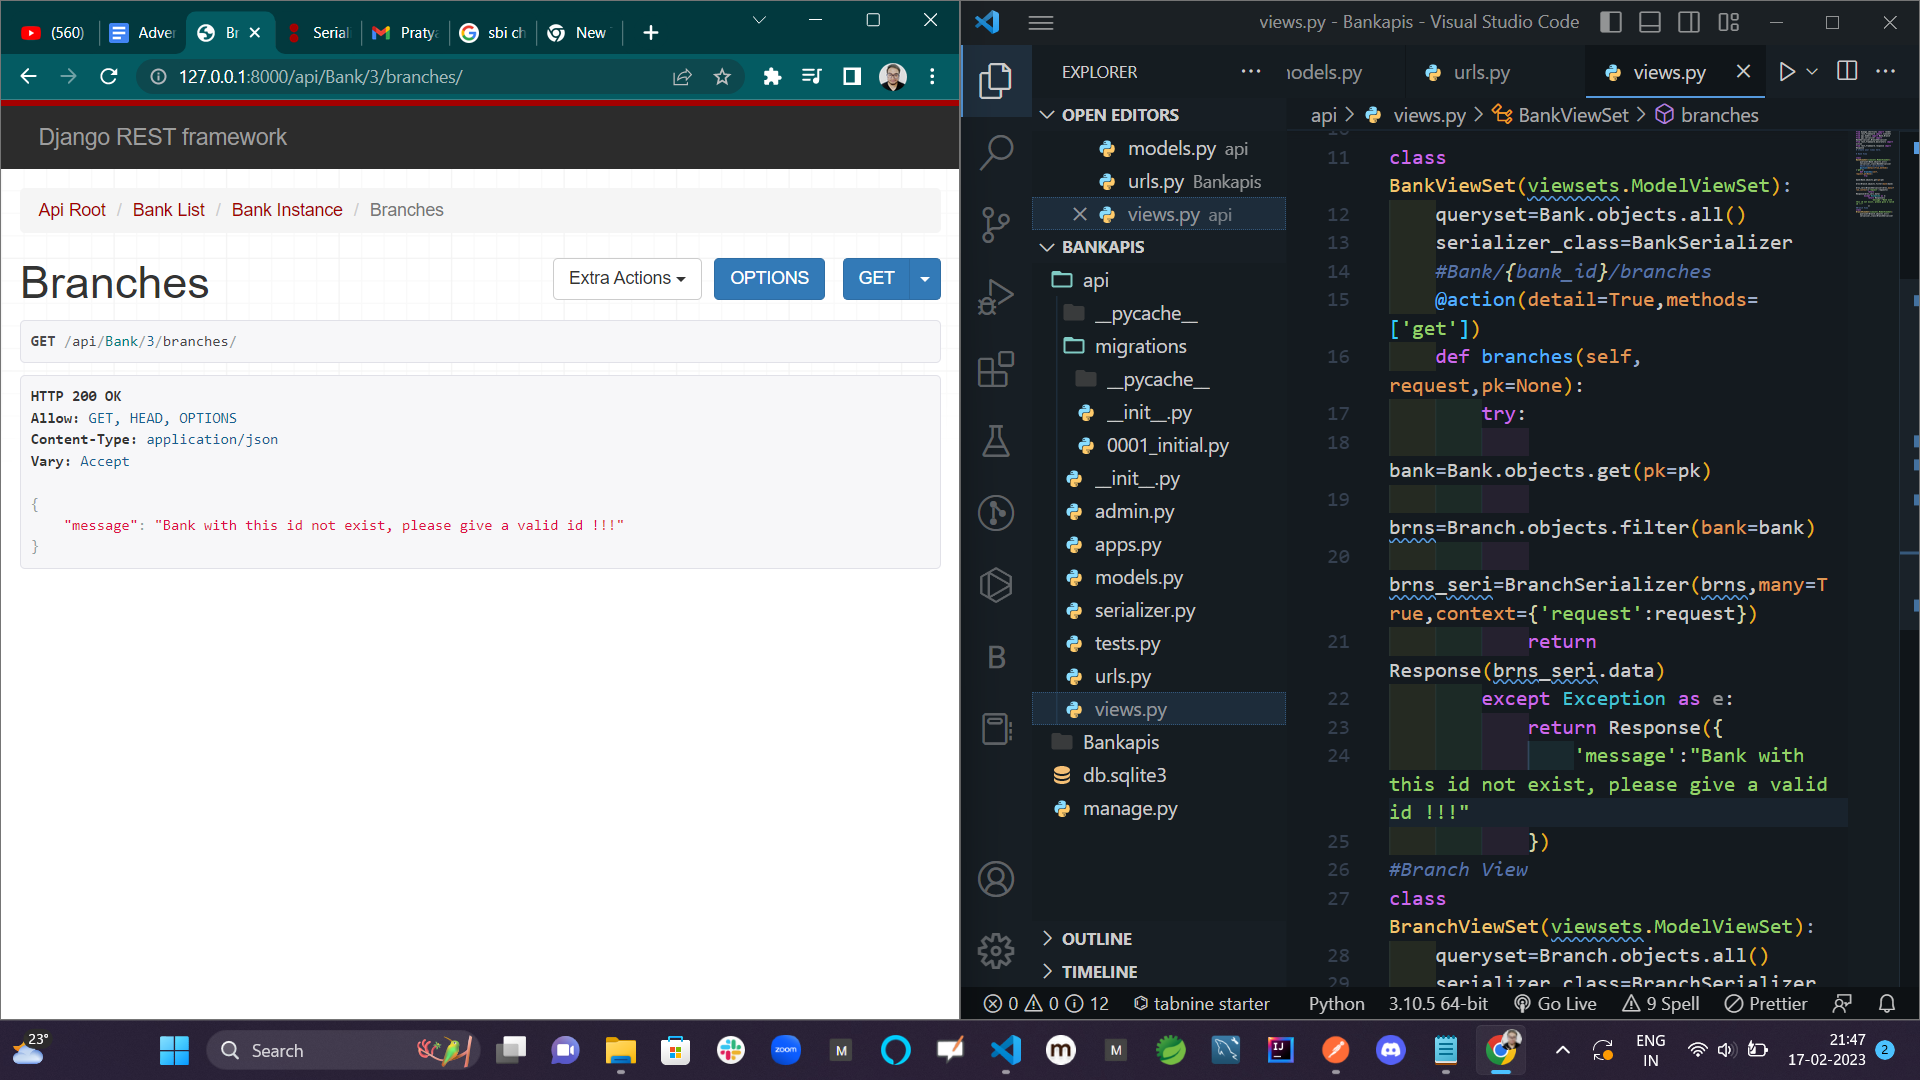 (560)
Adver
Br
Serial
Praty
sbi ch
New
127.0.0.1:8000/api/Bank/3/branches/
Django REST framework
Api Root / Bank List / Bank Instance / Branches
Branches
Extra Actions
OPTIONS
GET
GET /api/Bank/3/branches/
HTTP 200 OK
Allow: GET, HEAD, OPTIONS
Content-Type: application/json
Vary: Accept
{
"message": "Bank with this id not exist, please give a valid id !!!"
}
views.py - Bankapis - Visual Studio Code
EXPLORER
OPEN EDITORS
models.py api
urls.py Bankapis
views.py api
BANKAPIS
api
__pycache__
migrations
__pycache__
__init__.py
0001_initial.py
__init__.py
admin.py
apps.py
models.py
serializer.py
tests.py
urls.py
views.py
Bankapis
db.sqlite3
manage.py
OUTLINE
TIMELINE
odels.py
urls.py
views.py
api > views.py > BankViewSet > branches
11 class
BankViewSet(viewsets.ModelViewSet):
12 queryset=Bank.objects.all()
13 serializer_class=BankSerializer
14 #Bank/{bank_id}/branches
15 @action(detail=True,methods=
['get'])
16 def branches(self,
request,pk=None):
17 try:
18
bank=Bank.objects.get(pk=pk)
19
brns=Branch.objects.filter(bank=bank)
20
brns_seri=BranchSerializer(brns,many=T
rue,context={'request':request})
21 return
Response(brns_seri.data)
22 except Exception as e:
23 return Response({
24 'message':"Bank with
this id not exist, please give a valid
id !!!"
25 })
26 #Branch View
27 class
BranchViewSet(viewsets.ModelViewSet):
28 queryset=Branch.objects.all()
29 serializer_class=BranchSerializer
0 0 12
tabnine starter
Python
3.10.5 64-bit
Go Live
9 Spell
Prettier
23°
Search
zoom
M
m
M
IJ
ENG
IN
21:47
17-02-2023
2